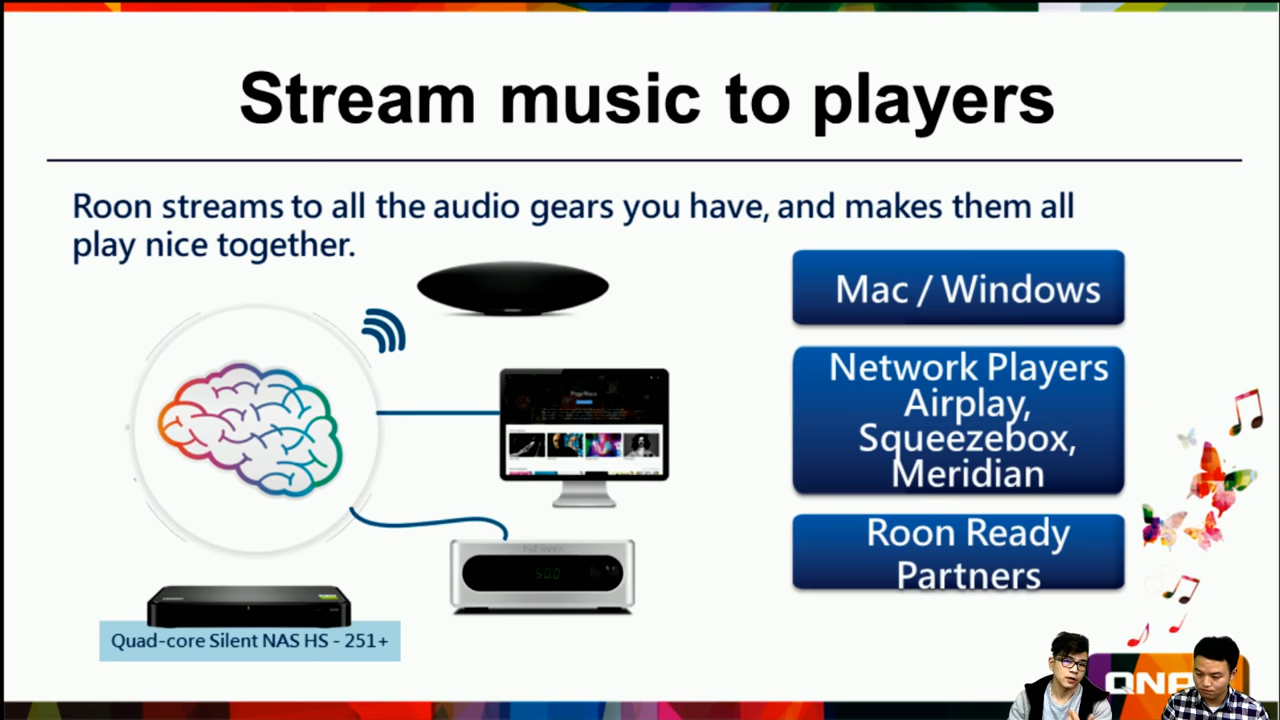 Stream music to players
Roon streams to all the audio gears you have, and makes them all
play nice together.
Mac / Windows
Network Players
Airplay,
Squeezebox,
Meridian
Roon Ready
Partners
Quad-core Silent NAS HS - 251+